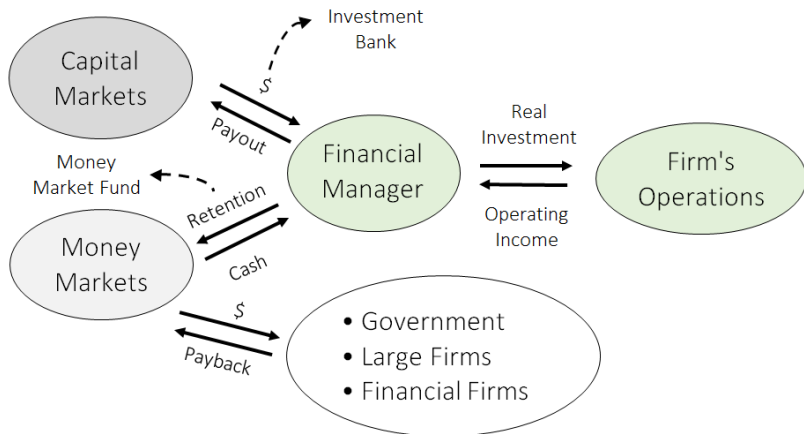 Investment
Bank
Capital
Markets
$
Payout
Financial
Manager
Real
Investment
Operating
Income
Firm's
Operations
Money
Market Fund
Retention
Cash
Money
Markets
$
Payback
• Government
• Large Firms
• Financial Firms